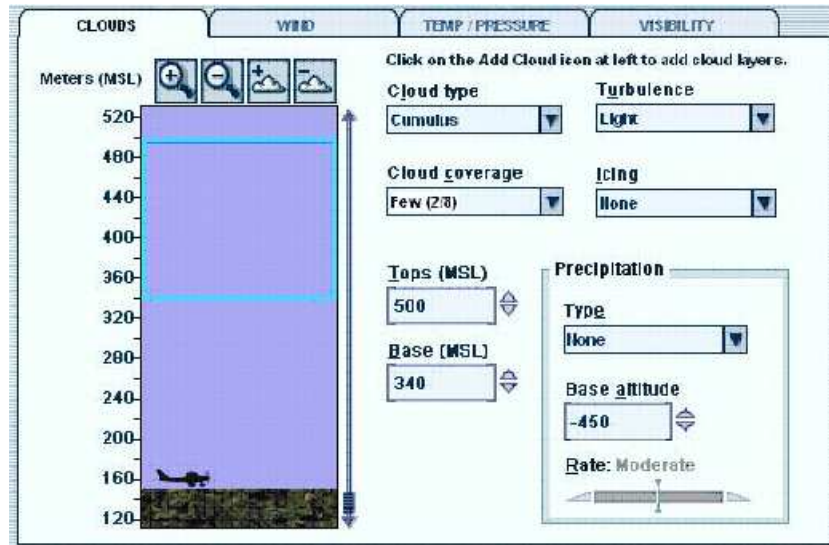 CLOUDS WIND TEMP / PRESSURE VISIBILITY
Click on the Add Cloud icon at left to add cloud layers.
Meters (MSL)
520
480
440
400
360
320
280
240
200
160
120
Cloud type
Cumulus
Turbulence
Light
Cloud coverage
Few (2/8)
Icing
None
Tops (MSL)
500
Base (MSL)
340
Precipitation
Type
None
Base altitude
-450
Rate: Moderate